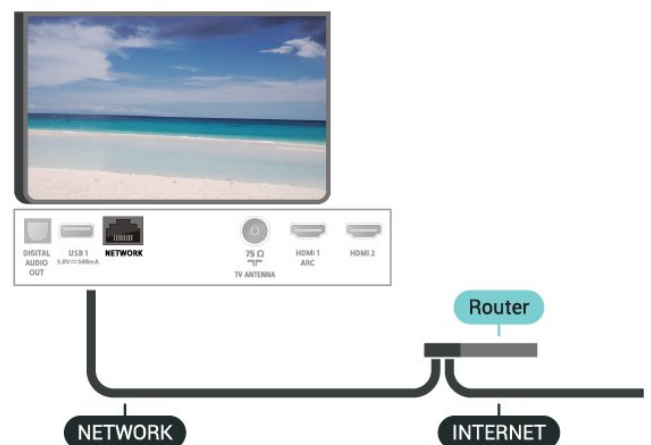 DIGITAL
AUDIO
OUT
USB 1
5.0V⎓500mA
NETWORK
75 Ω
TV ANTENNA
HDMI 1
ARC
HDMI 2
Router
NETWORK
INTERNET